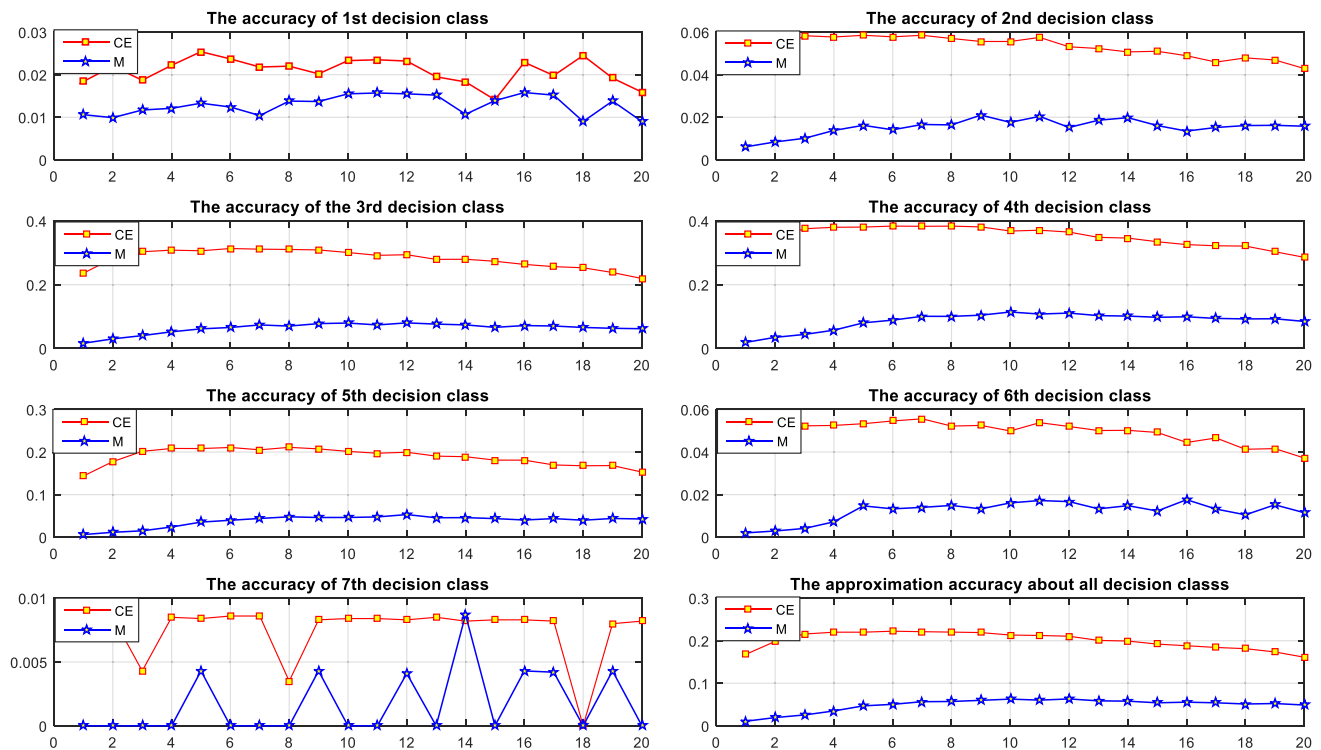 The accuracy of 1st decision class
0.03
0.02
0.01
0
CE
M
0 2 4 6 8 10 12 14 16 18 20
The accuracy of 2nd decision class
0.06
0.04
0.02
0
CE
M
0 2 4 6 8 10 12 14 16 18 20
The accuracy of the 3rd decision class
0.4
0.2
0
CE
M
0 2 4 6 8 10 12 14 16 18 20
The accuracy of 4th decision class
0.4
0.2
0
CE
M
0 2 4 6 8 10 12 14 16 18 20
The accuracy of 5th decision class
0.3
0.2
0.1
0
CE
M
0 2 4 6 8 10 12 14 16 18 20
The accuracy of 6th decision class
0.06
0.04
0.02
0
CE
M
0 2 4 6 8 10 12 14 16 18 20
The accuracy of 7th decision class
0.01
0.005
0
CE
M
0 2 4 6 8 10 12 14 16 18 20
The approximation accuracy about all decision classs
0.3
0.2
0.1
0
CE
M
0 2 4 6 8 10 12 14 16 18 20